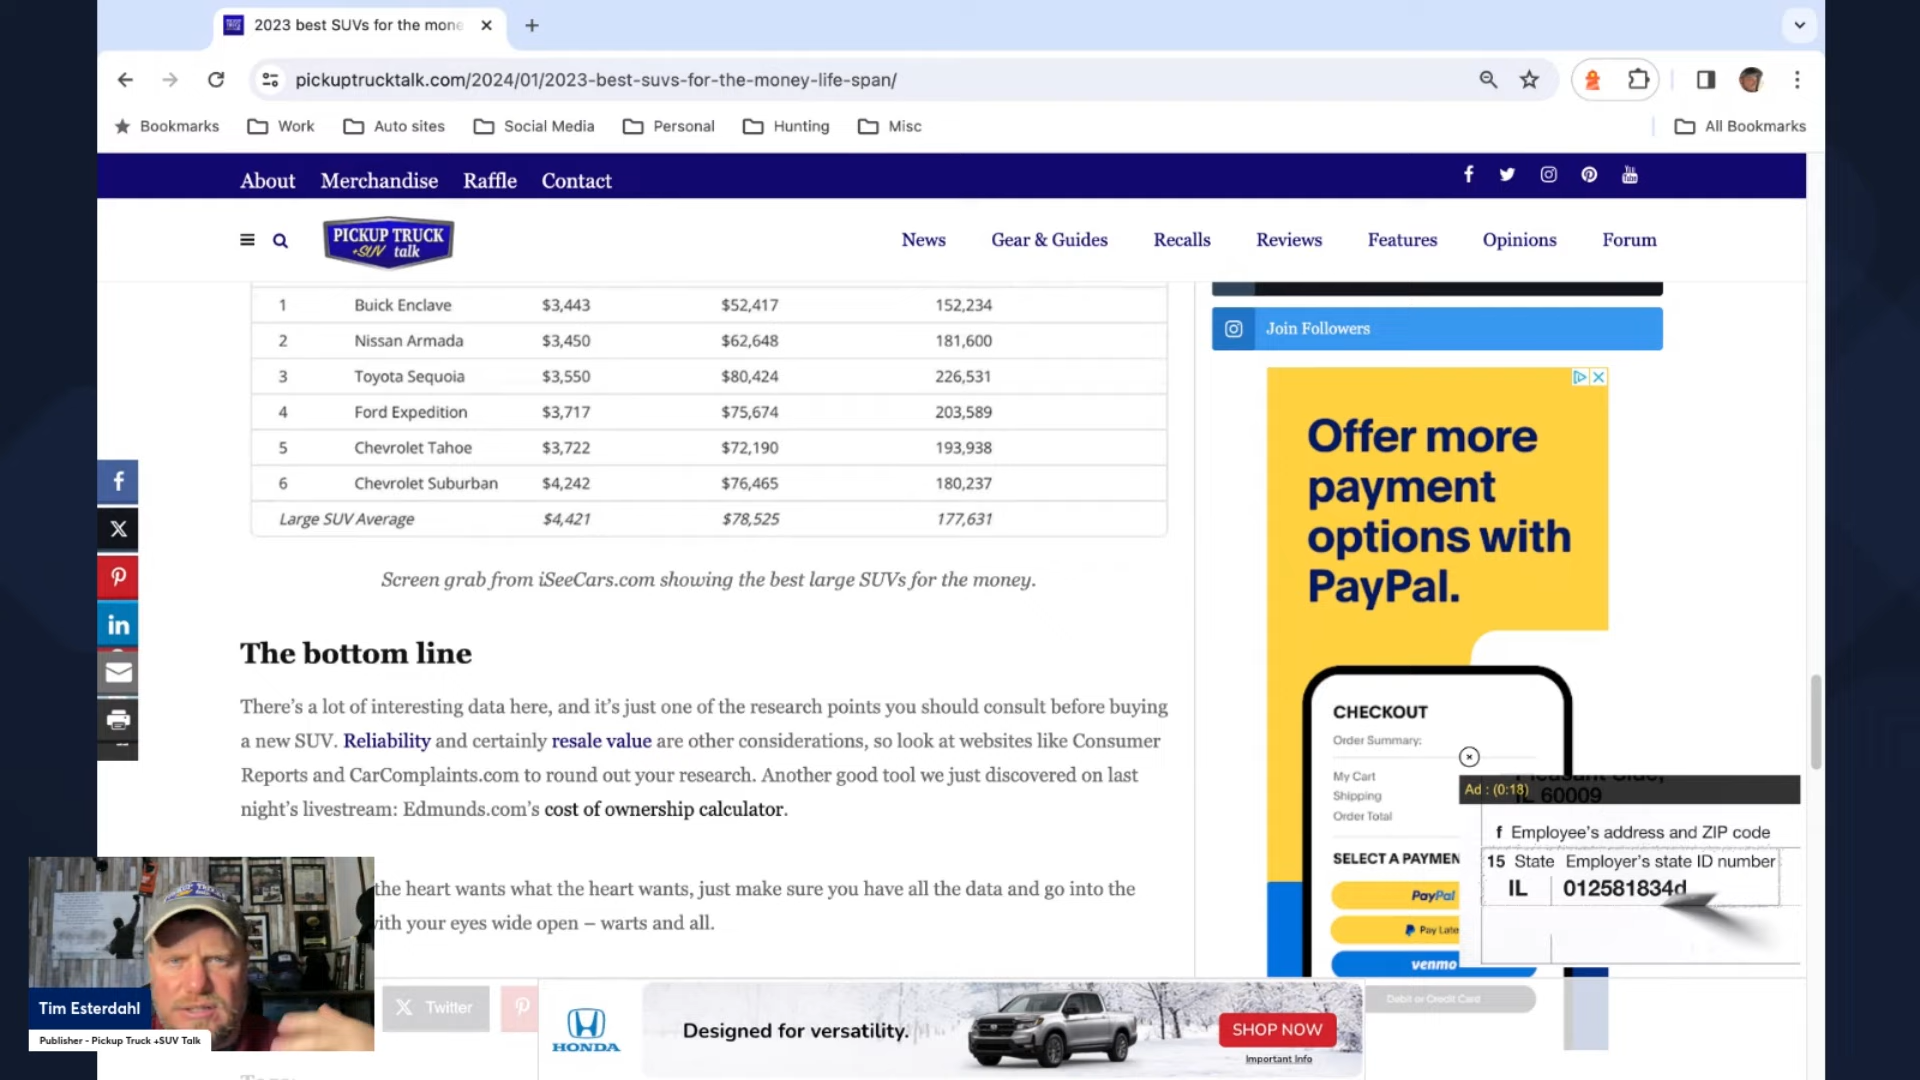 2023 best SUVs for the mone
pickuptrucktalk.com/2024/01/2023-best-suvs-for-the-money-life-span/
Bookmarks Work Auto sites Social Media Personal Hunting Misc All Bookmarks
About Merchandise Raffle Contact
PICKUP TRUCK
+SUV talk
News Gear & Guides Recalls Reviews Features Opinions Forum
1 Buick Enclave $3,443 $52,417 152,234
2 Nissan Armada $3,450 $62,648 181,600
3 Toyota Sequoia $3,550 $80,424 226,531
4 Ford Expedition $3,717 $75,674 203,589
5 Chevrolet Tahoe $3,722 $72,190 193,938
6 Chevrolet Suburban $4,242 $76,465 180,237
Large SUV Average $4,421 $78,525 177,631
Screen grab from iSeeCars.com showing the best large SUVs for the money.
The bottom line
There's a lot of interesting data here, and it's just one of the research points you should consult before buying
a new SUV. Reliability and certainly resale value are other considerations, so look at websites like Consumer
Reports and CarComplaints.com to round out your research. Another good tool we just discovered on last
night's livestream: Edmunds.com's cost of ownership calculator.
the heart wants what the heart wants, just make sure you have all the data and go into the
with your eyes wide open – warts and all.
Twitter
Join Followers
Offer more
payment
options with
PayPal.
CHECKOUT
Order Summary:
My Cart
Shipping
Order Total
SELECT A PAYMEN
PayPal
Pay Late
venmo
Debit or Credit Card
Ad : (0:18)
IL 60009
f Employee's address and ZIP code
15 State Employer's state ID number
IL 012581834d
HONDA
Designed for versatility.
SHOP NOW
Important Info
Tim Esterdahl
Publisher - Pickup Truck +SUV Talk